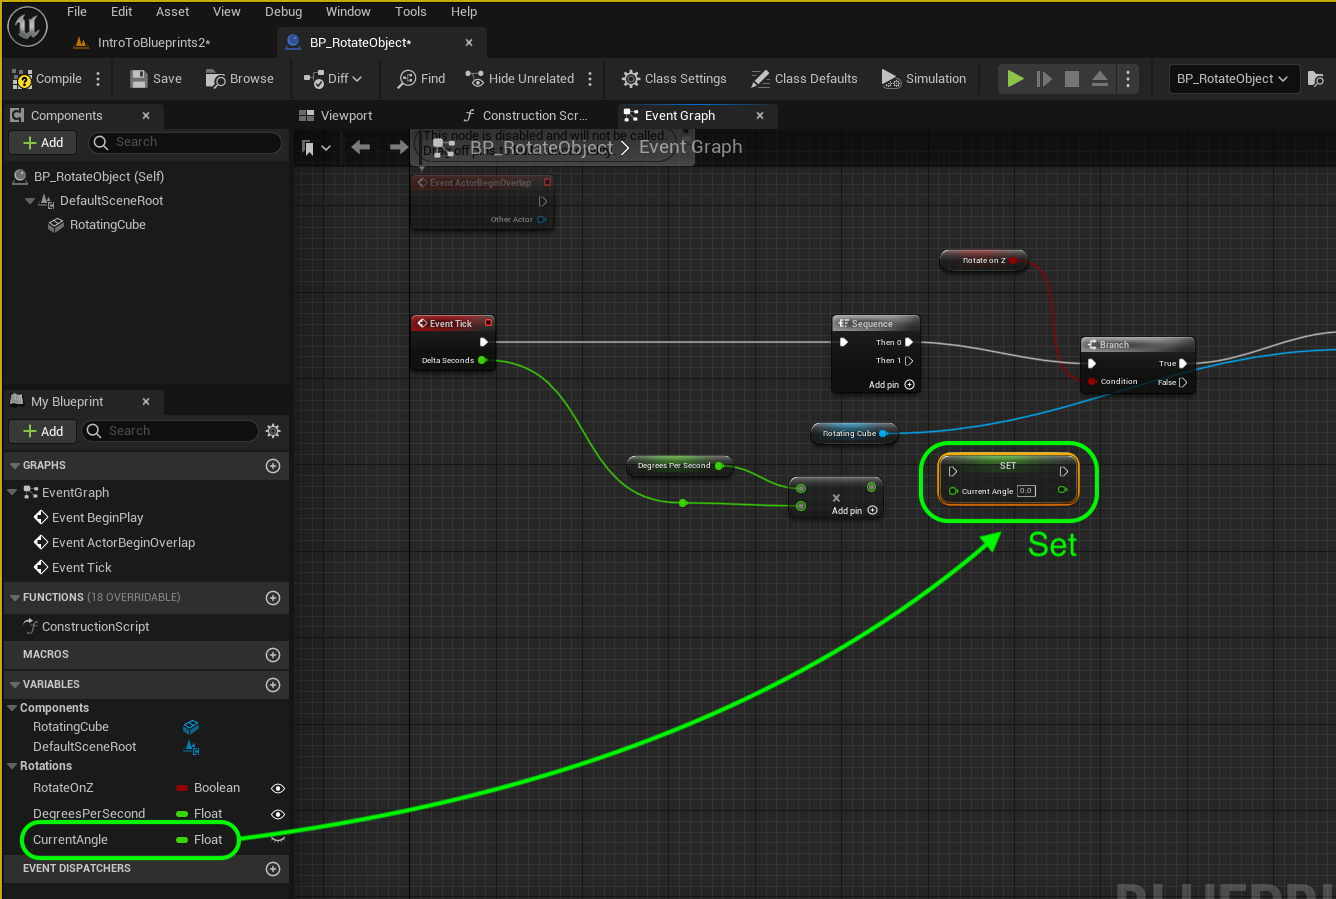 File Edit Asset View Debug Window Tools Help
IntroToBlueprints2* BP_RotateObject*
Compile Save Browse Diff Find Hide Unrelated Class Settings Class Defaults Simulation BP_RotateObject
Components Viewport Construction Scr... Event Graph
Add Search
BP_RotateObject > Event Graph
This node is disabled and will not be called.
BP_RotateObject (Self)
DefaultSceneRoot
RotatingCube
Event ActorBeginOverlap
Other Actor
Rotate on Z
Event Tick
Delta Seconds
Sequence
Then 0
Then 1
Add pin
Branch
True
Condition False
Rotating Cube
Degrees Per Second
Add pin
SET
Current Angle 0.0
Set
My Blueprint
Add Search
GRAPHS
EventGraph
Event BeginPlay
Event ActorBeginOverlap
Event Tick
FUNCTIONS (18 OVERRIDABLE)
ConstructionScript
MACROS
VARIABLES
Components
RotatingCube
DefaultSceneRoot
Rotations
RotateOnZ Boolean
DegreesPerSecond Float
CurrentAngle Float
EVENT DISPATCHERS